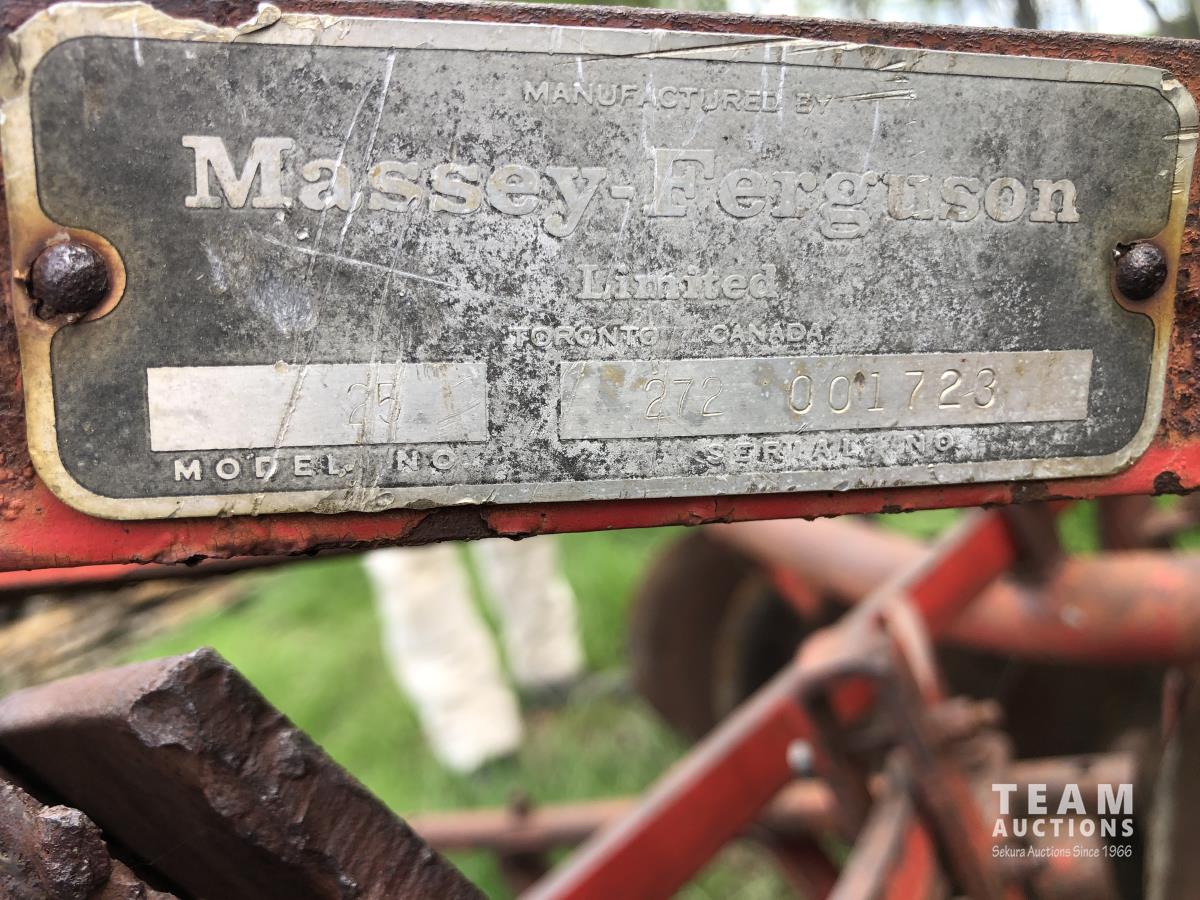 MANUFACTURED BY
Massey-Ferguson
Limited
TORONTO CANADA
25
272 001723
MODEL NO.
SERIAL NO.
TEAM
AUCTIONS
Sekura Auctions Since 1966